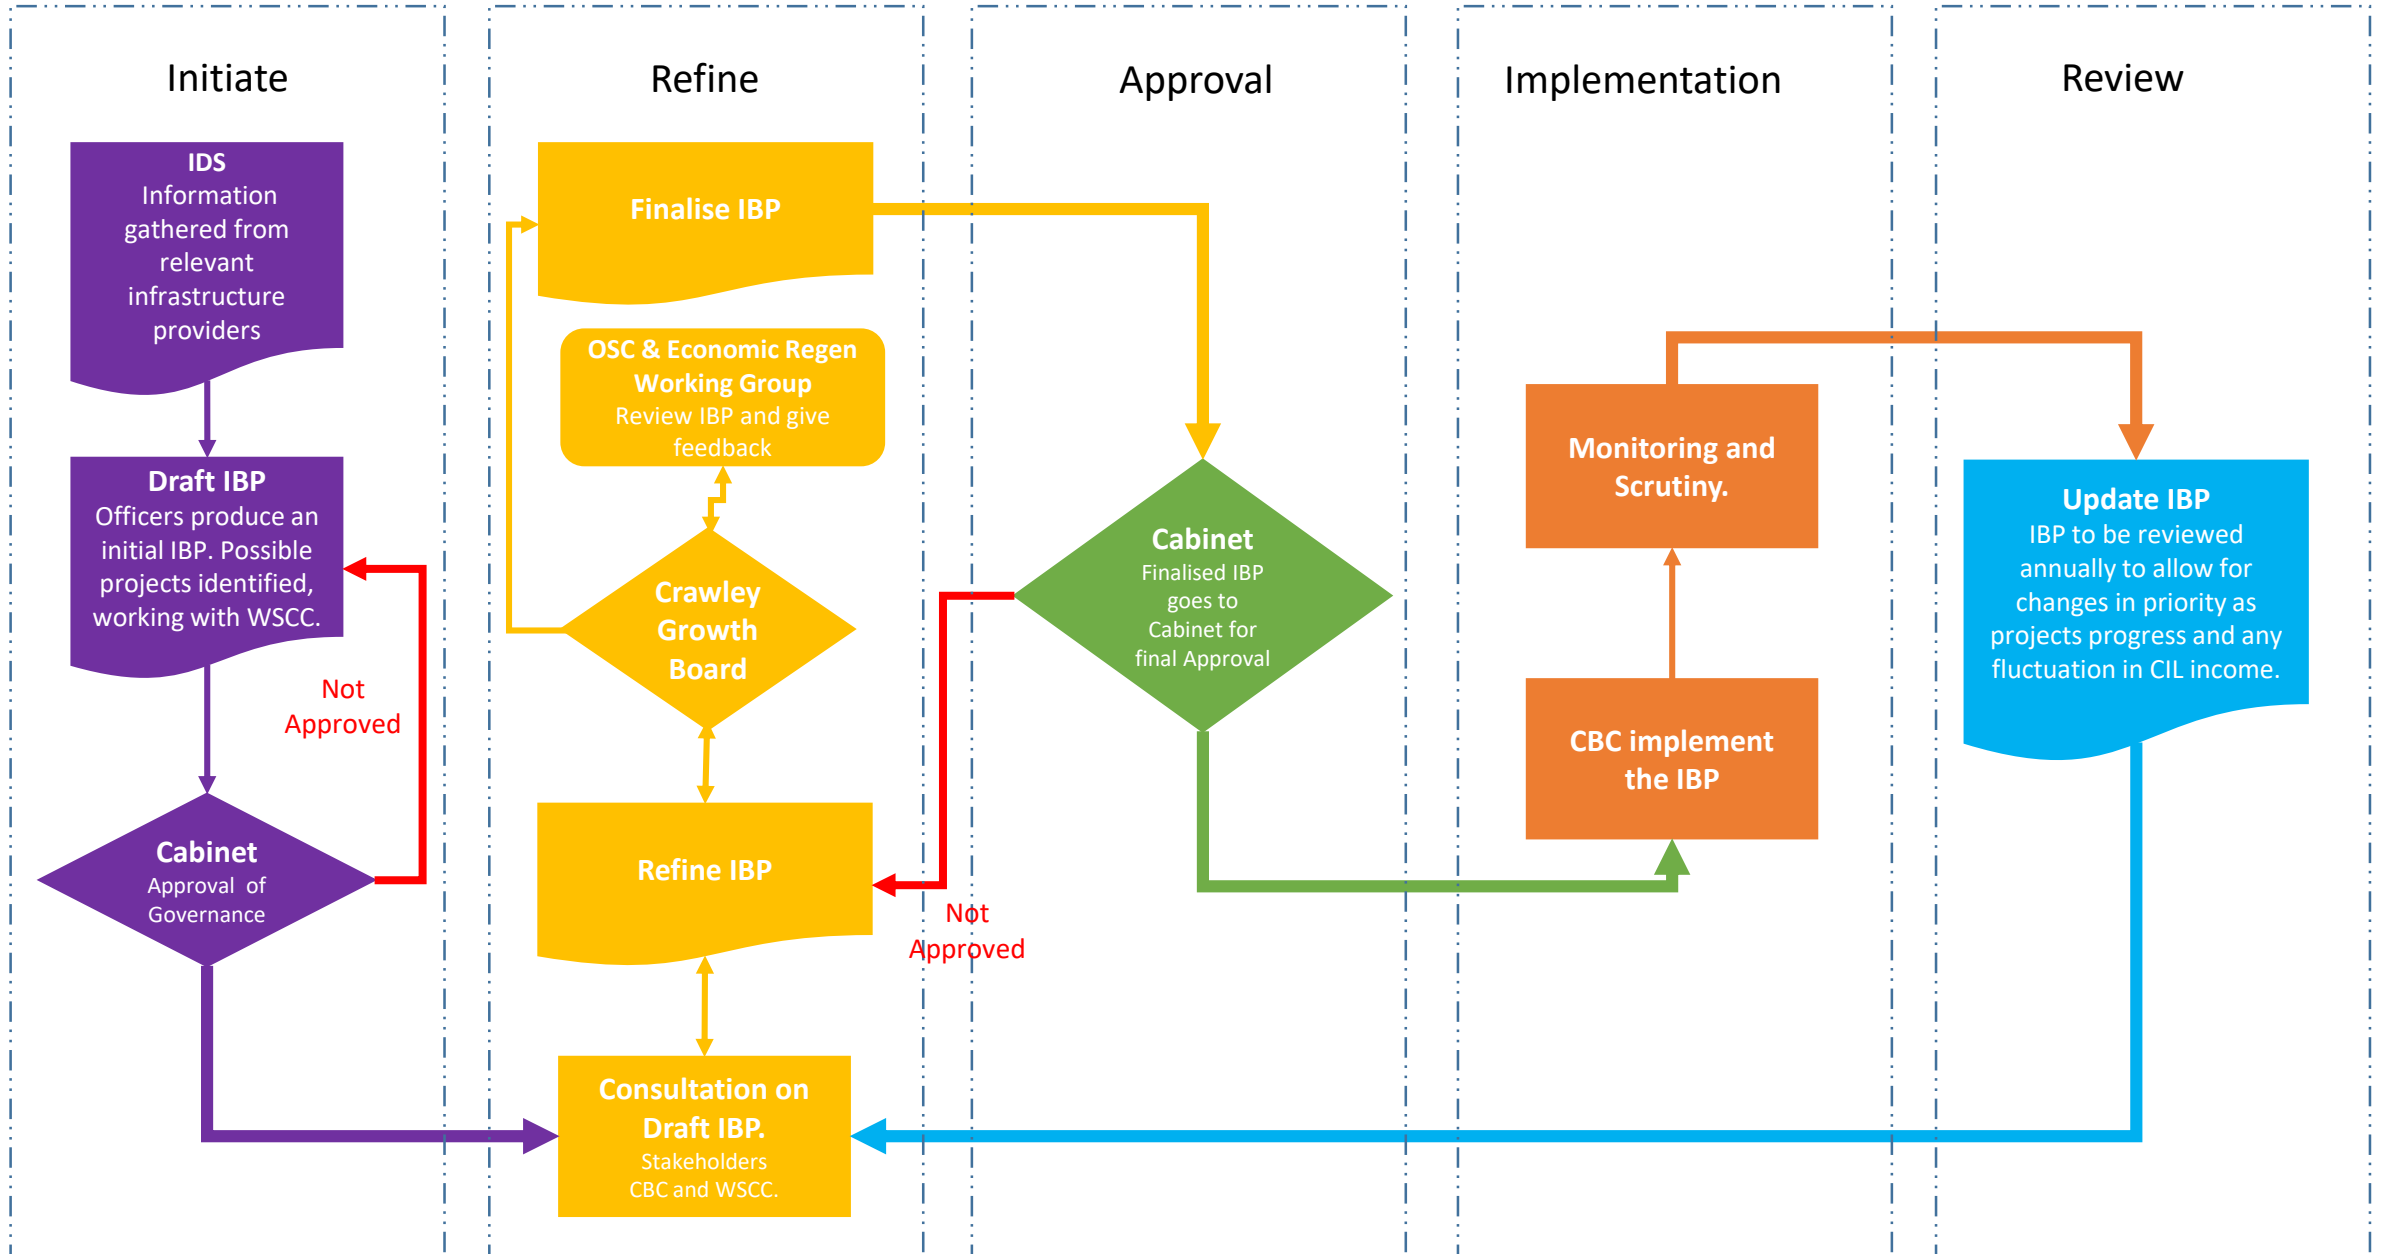 Initiate
IDS
Information
gathered from
relevant
infrastructure
providers
Draft IBP
Officers produce an
initial IBP. Possible
projects identified,
working with WSCC.
Not
Approved
Cabinet
Approval of
Governance
Refine
Finalise IBP
OSC & Economic Regen
Working Group
Review IBP and give
feedback
Crawley
Growth
Board
Refine IBP
Consultation on
Draft IBP.
Stakeholders
CBC and WSCC.
Approval
Cabinet
Finalised IBP
goes to
Cabinet for
final Approval
Not
Approved
Implementation
Monitoring and
Scrutiny.
CBC implement
the IBP
Review
Update IBP
IBP to be reviewed
annually to allow for
changes in priority as
projects progress and any
fluctuation in CIL income.